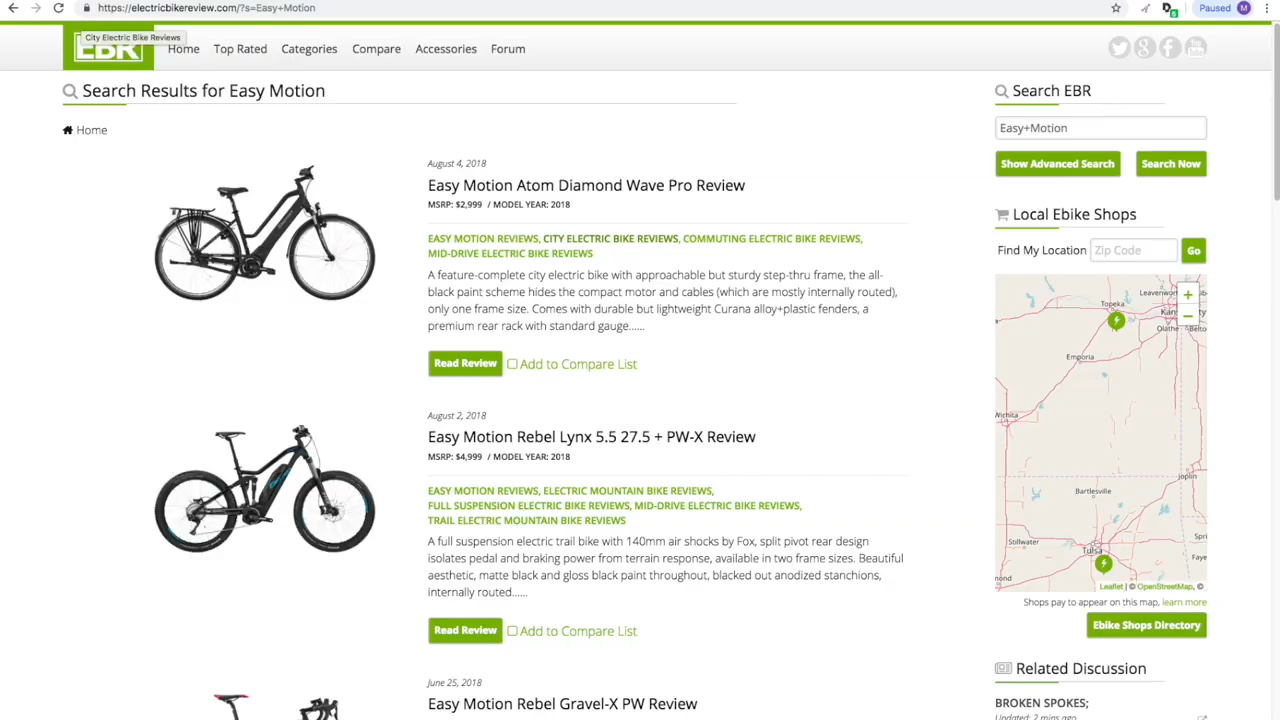 https://electricbikereview.com/?s=Easy+Motion
Paused M
City Electric Bike Reviews
EBR
Home Top Rated Categories Compare Accessories Forum
Search Results for Easy Motion
Home
August 4, 2018
Easy Motion Atom Diamond Wave Pro Review
MSRP: $2,999 / MODEL YEAR: 2018
EASY MOTION REVIEWS, CITY ELECTRIC BIKE REVIEWS, COMMUTING ELECTRIC BIKE REVIEWS,
MID-DRIVE ELECTRIC BIKE REVIEWS
A feature-complete city electric bike with approachable but sturdy step-thru frame, the all-
black paint scheme hides the compact motor and cables (which are mostly internally routed),
only one frame size. Comes with durable but lightweight Curana alloy+plastic fenders, a
premium rear rack with standard gauge......
Read Review Add to Compare List
August 2, 2018
Easy Motion Rebel Lynx 5.5 27.5 + PW-X Review
MSRP: $4,999 / MODEL YEAR: 2018
EASY MOTION REVIEWS, ELECTRIC MOUNTAIN BIKE REVIEWS,
FULL SUSPENSION ELECTRIC BIKE REVIEWS, MID-DRIVE ELECTRIC BIKE REVIEWS,
TRAIL ELECTRIC MOUNTAIN BIKE REVIEWS
A full suspension electric trail bike with 140mm air shocks by Fox, split pivot rear design
isolates pedal and braking power from terrain response, available in two frame sizes. Beautiful
aesthetic, matte black and gloss black paint throughout, blacked out anodized stanchions,
internally routed......
Read Review Add to Compare List
June 25, 2018
Easy Motion Rebel Gravel-X PW Review
Search EBR
Easy+Motion
Show Advanced Search Search Now
Local Ebike Shops
Find My Location Zip Code Go
Leavenwor
Topeka
+
Kans
−
Olathe
Belto
Emporia
Wichita
Joplin
Bartlesville
Stillwater
Spri
Tulsa
Faye
mond
Leaflet | © OpenStreetMap, ©
Shops pay to appear on this map, learn more
Ebike Shops Directory
Related Discussion
BROKEN SPOKES;
Updated: 2 mins ago